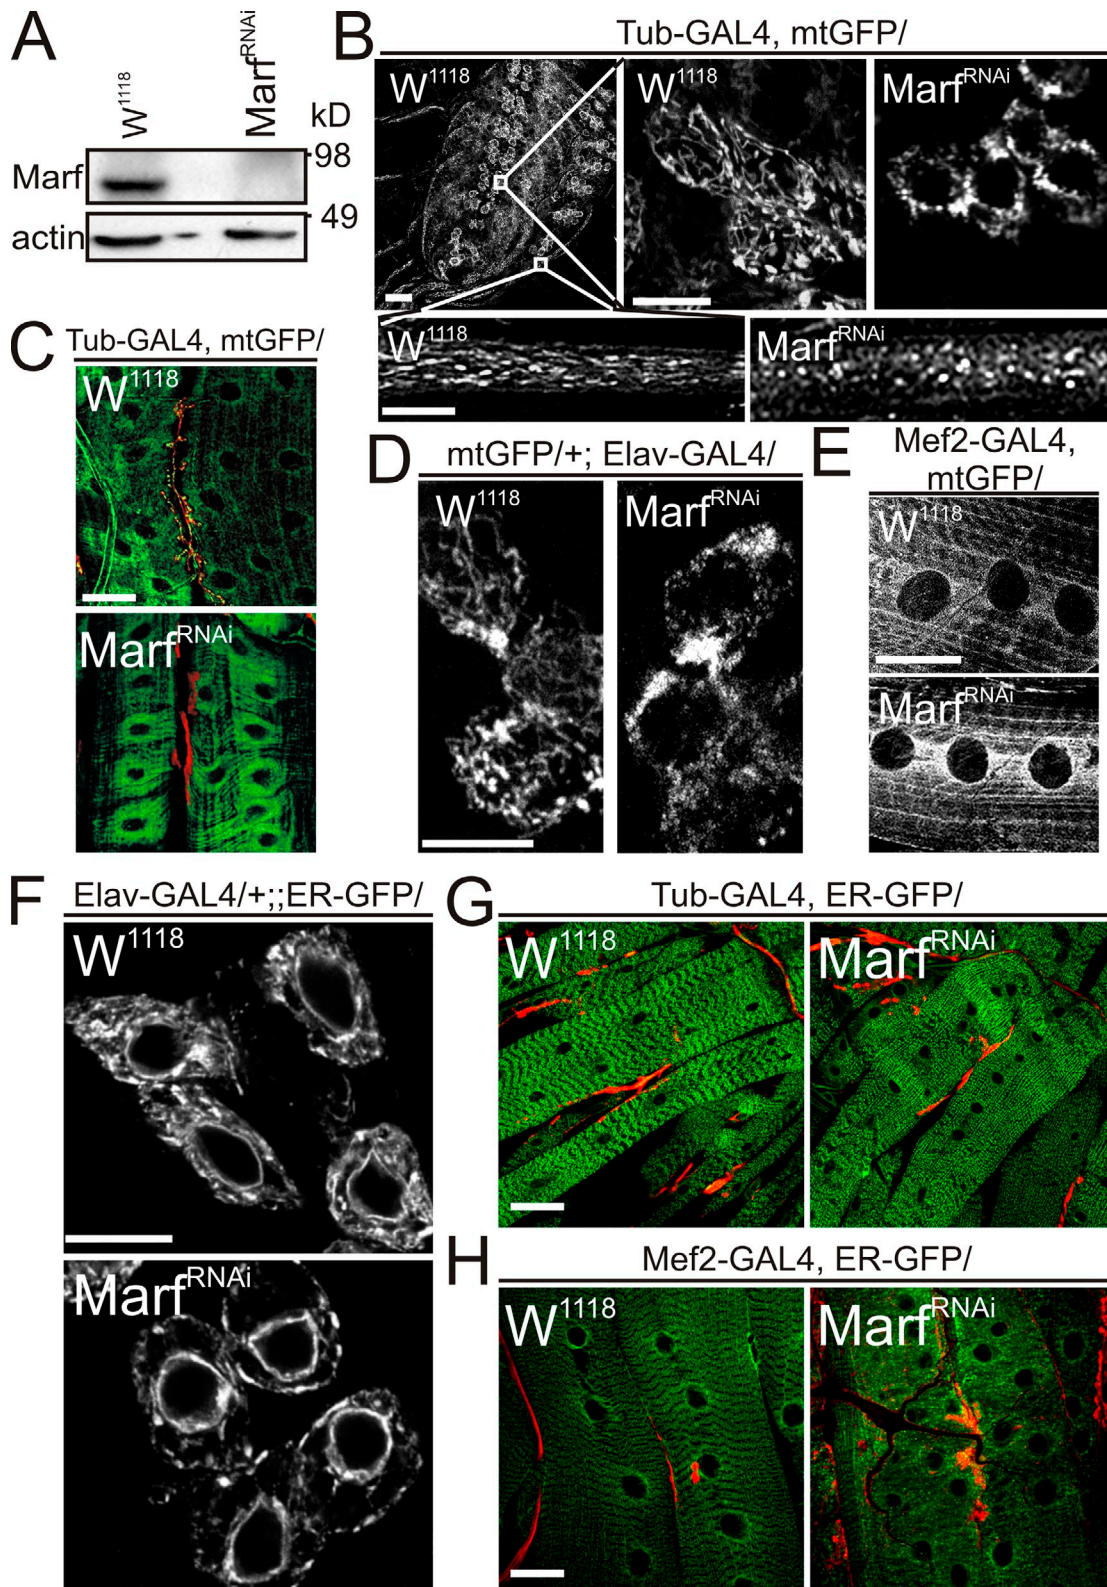 A
W1118
MarfRNAi
kD
Marf
98
actin
49
B
Tub-GAL4, mtGFP/
W1118
W1118
MarfRNAi
W1118
MarfRNAi
C
Tub-GAL4, mtGFP/
W1118
MarfRNAi
D
mtGFP/+; Elav-GAL4/
W1118
MarfRNAi
E
Mef2-GAL4,
mtGFP/
W1118
MarfRNAi
F
Elav-GAL4/+;;ER-GFP/
W1118
MarfRNAi
G
Tub-GAL4, ER-GFP/
W1118
MarfRNAi
H
Mef2-GAL4, ER-GFP/
W1118
MarfRNAi